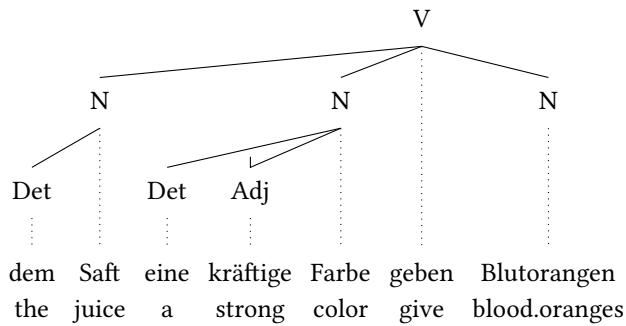 V
N N N
Det Det Adj
dem Saft eine kräftige Farbe geben Blutorangen
the juice a strong color give blood.oranges